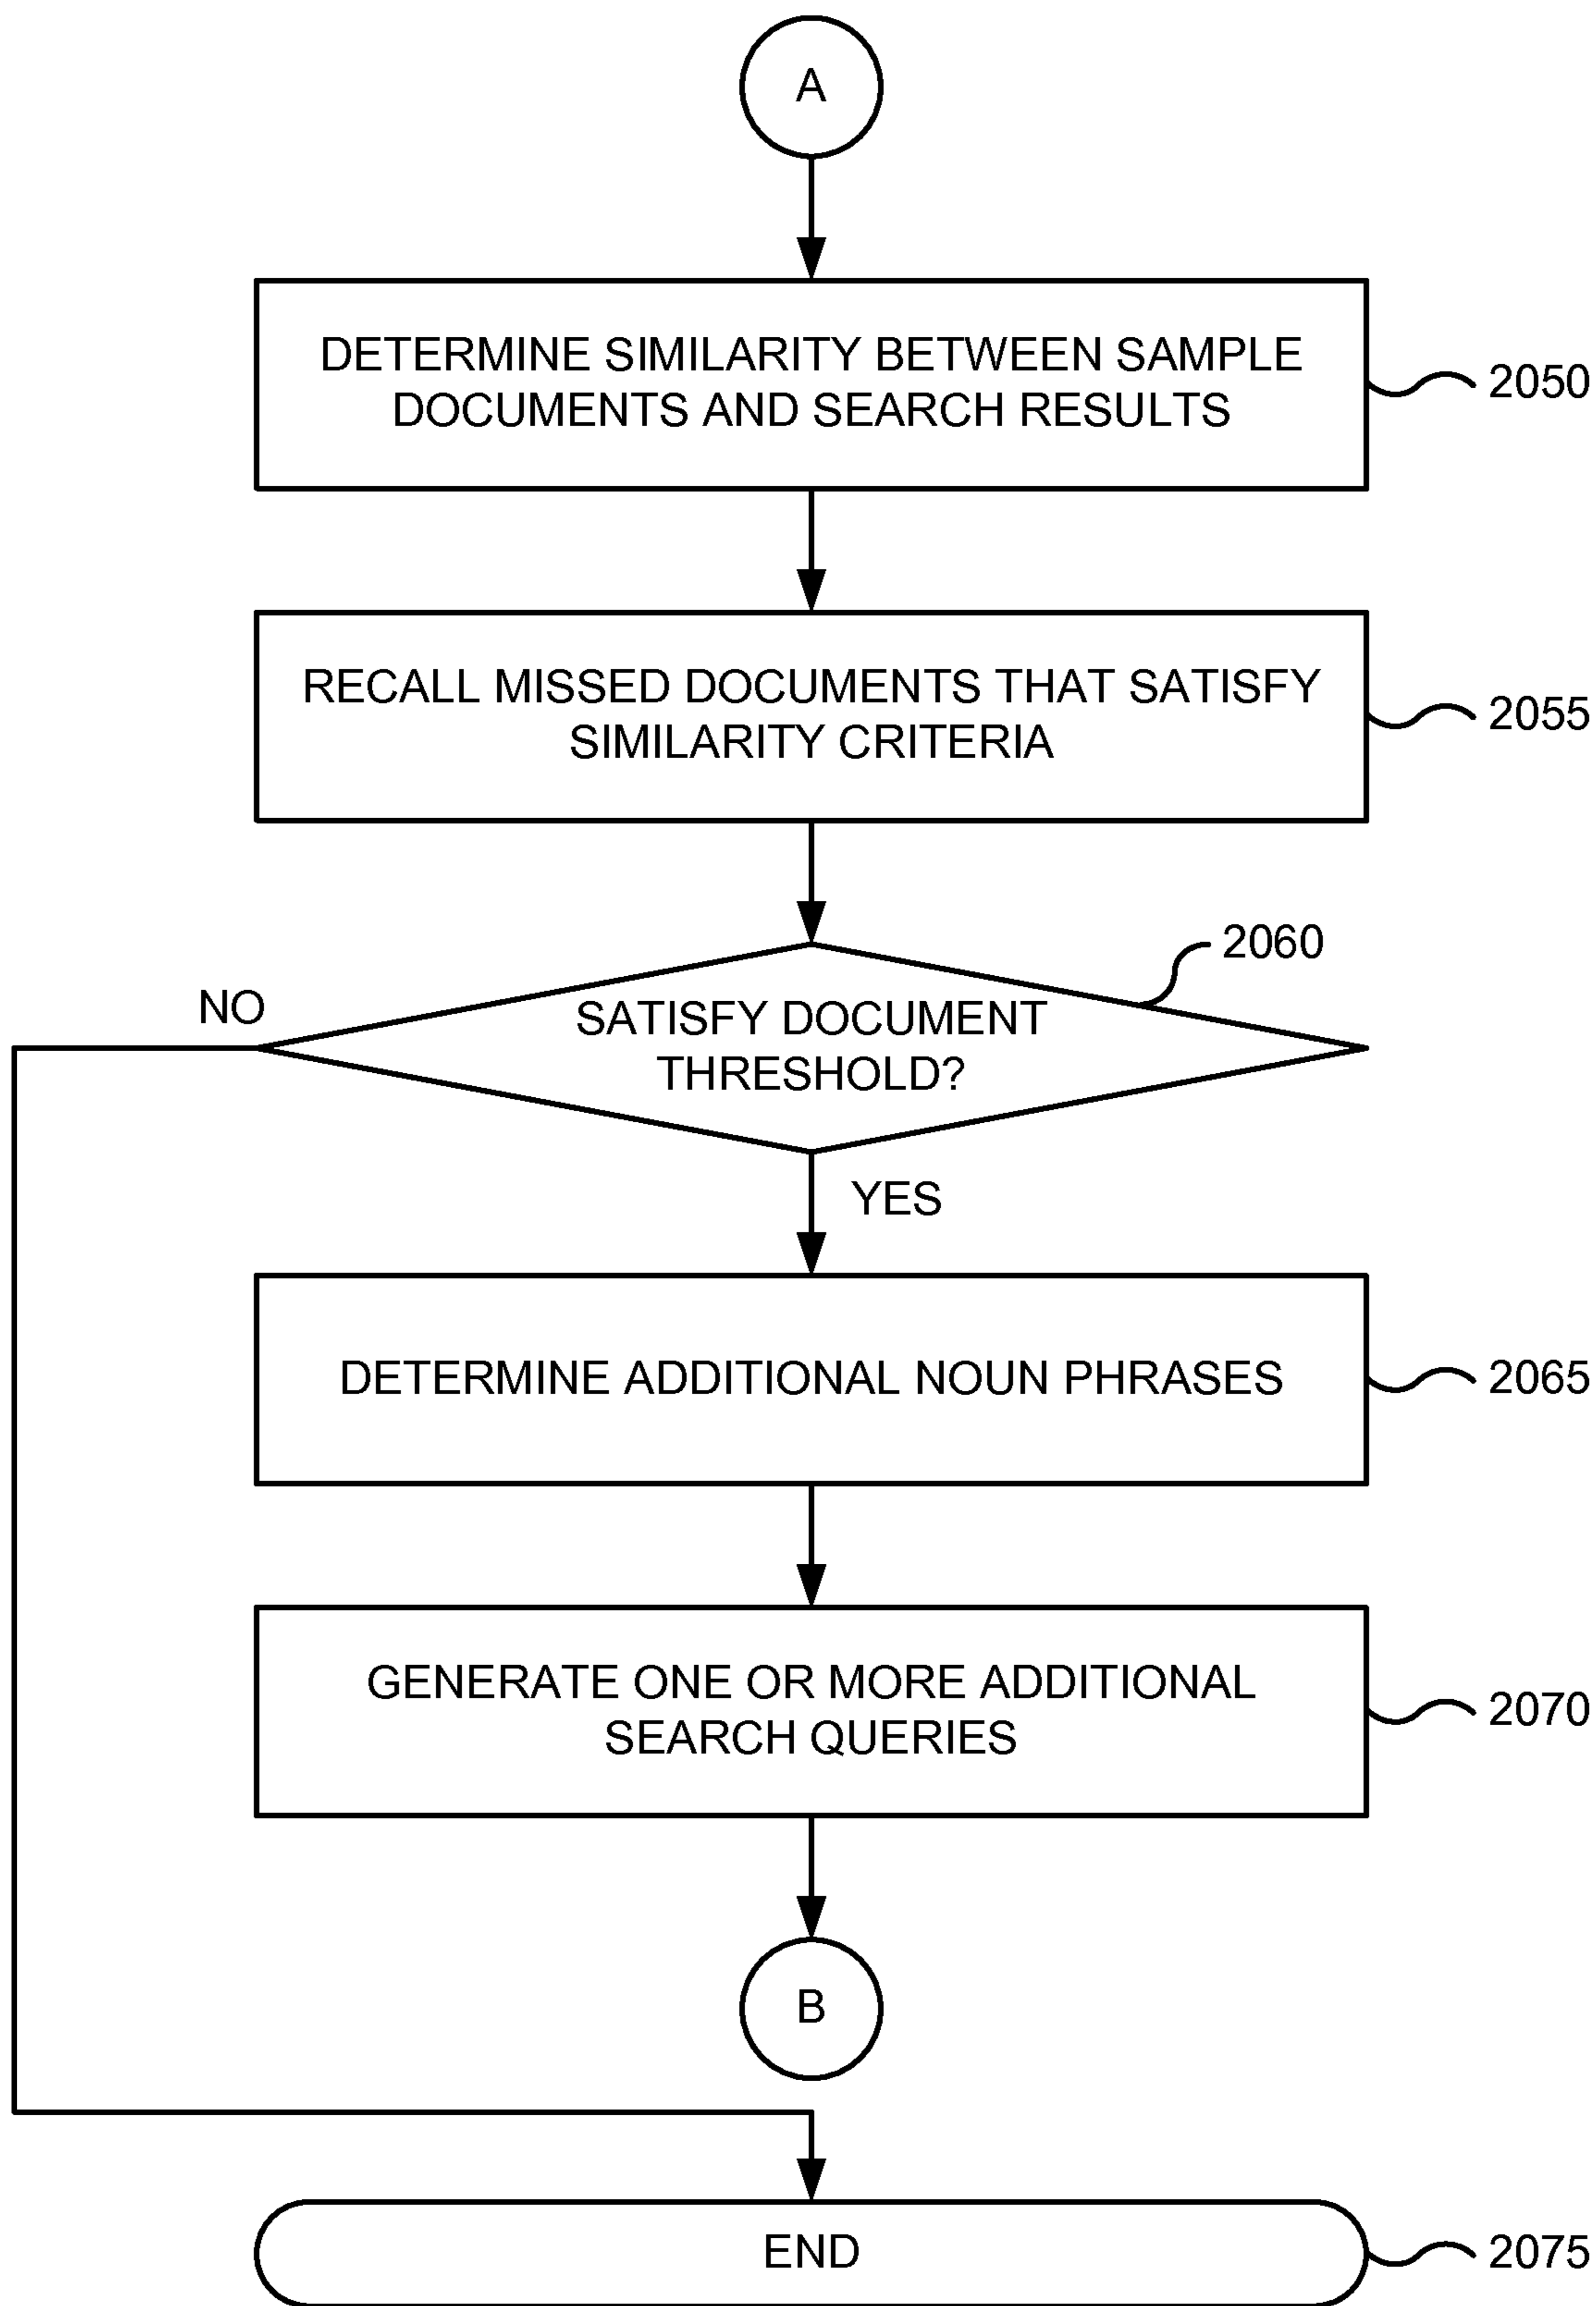 A
DETERMINE SIMILARITY BETWEEN SAMPLE
DOCUMENTS AND SEARCH RESULTS
2050
RECALL MISSED DOCUMENTS THAT SATISFY
SIMILARITY CRITERIA
2055
2060
NO
SATISFY DOCUMENT
THRESHOLD?
YES
DETERMINE ADDITIONAL NOUN PHRASES
2065
GENERATE ONE OR MORE ADDITIONAL
SEARCH QUERIES
2070
B
END
2075